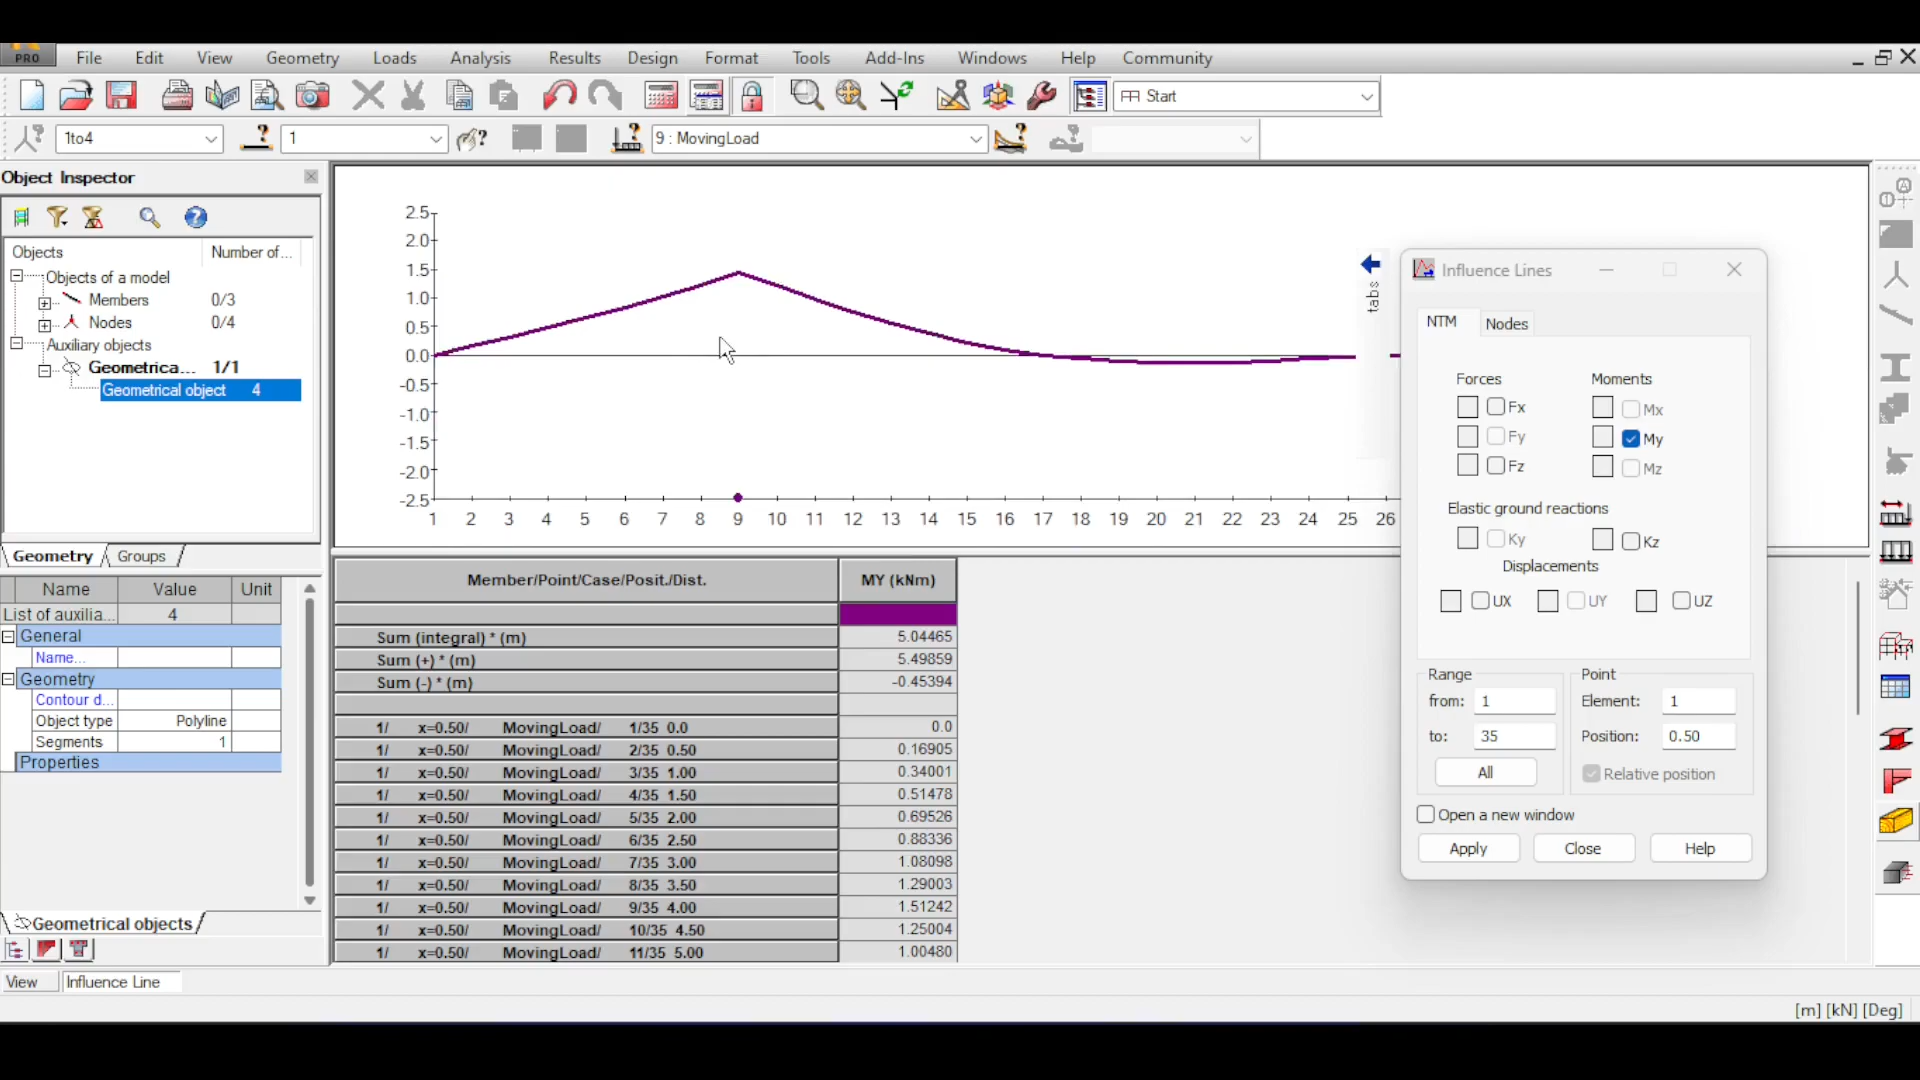 PRO File Edit View Geometry Loads Analysis Results Design Format Tools Add-Ins Windows Help Community
Start
1to4 1 9 : MovingLoad
Object Inspector
Objects Number of...
Objects of a model
Members 0/3
Nodes 0/4
Auxiliary objects
Geometrica... 1/1
Geometrical object 4
Geometry Groups
Name Value Unit
List of auxilia... 4
General
Name...
Geometry
Contour d...
Object type Polyline
Segments 1
Properties
Geometrical objects
View Influence Line
2.5
2.0
1.5
1.0
0.5
0.0
-0.5
-1.0
-1.5
-2.0
-2.5
1 2 3 4 5 6 7 8 9 10 11 12 13 14 15 16 17 18 19 20 21 22 23 24 25 26
tabs
Member/Point/Case/Posit./Dist. MY (kNm)
Sum (integral) * (m) 5.04465
Sum (+) * (m) 5.49859
Sum (-) * (m) -0.45394
1/ x=0.50/ MovingLoad/ 1/35 0.0 0.0
1/ x=0.50/ MovingLoad/ 2/35 0.50 0.16905
1/ x=0.50/ MovingLoad/ 3/35 1.00 0.34001
1/ x=0.50/ MovingLoad/ 4/35 1.50 0.51478
1/ x=0.50/ MovingLoad/ 5/35 2.00 0.69526
1/ x=0.50/ MovingLoad/ 6/35 2.50 0.88336
1/ x=0.50/ MovingLoad/ 7/35 3.00 1.08098
1/ x=0.50/ MovingLoad/ 8/35 3.50 1.29003
1/ x=0.50/ MovingLoad/ 9/35 4.00 1.51242
1/ x=0.50/ MovingLoad/ 10/35 4.50 1.25004
1/ x=0.50/ MovingLoad/ 11/35 5.00 1.00480
Influence Lines
NTM Nodes
Forces Moments
Fx Mx
Fy My
Fz Mz
Elastic ground reactions
Ky Kz
Displacements
UX UY UZ
Range Point
from: 1 Element: 1
to: 35 Position: 0.50
All Relative position
Open a new window
Apply Close Help
[m] [kN] [Deg]